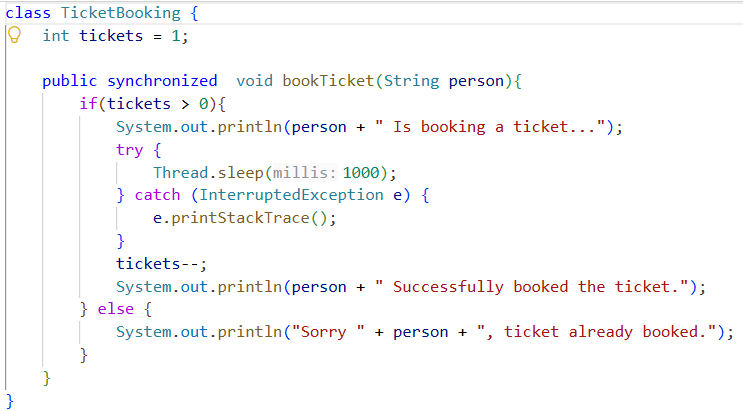 class TicketBooking {
    int tickets = 1;

    public synchronized  void bookTicket(String person){
        if(tickets > 0){
            System.out.println(person + " Is booking a ticket...");
            try {
                Thread.sleep(millis: 1000);
            } catch (InterruptedException e) {
                e.printStackTrace();
            }
            tickets--;
            System.out.println(person + " Successfully booked the ticket.");
        } else {
            System.out.println("Sorry " + person + ", ticket already booked.");
        }
    }
}